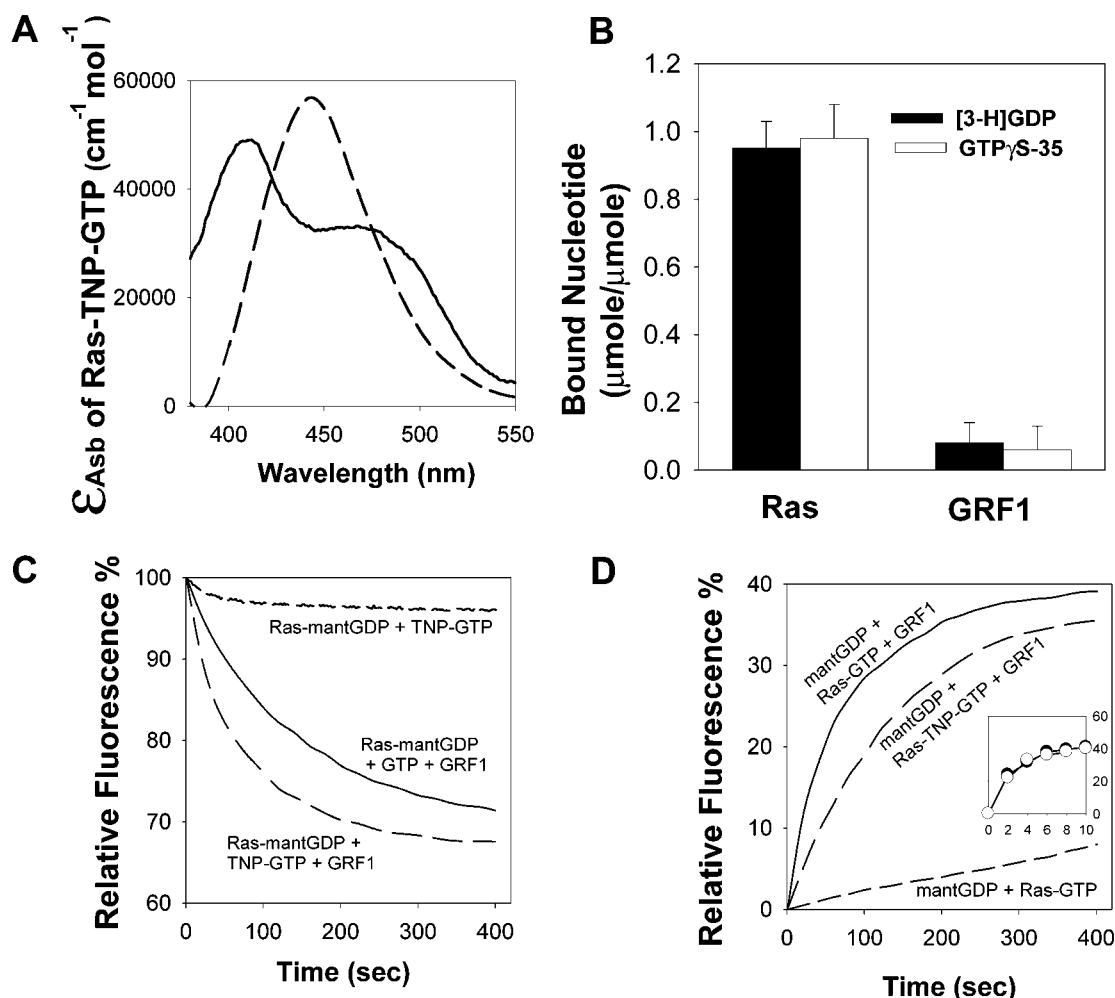 A
εAsb of Ras-TNP-GTP (cm-1mol-1)
60000
40000
20000
0
400
450
500
550
Wavelength (nm)
B
Bound Nucleotide
(μmole/μmole)
1.2
1.0
0.8
0.6
0.4
0.2
0.0
[3-H]GDP
GTPγS-35
Ras
GRF1
C
Relative Fluorescence %
100
90
80
70
60
Ras-mantGDP + TNP-GTP
Ras-mantGDP
+ GTP + GRF1
Ras-mantGDP +
TNP-GTP + GRF1
0
100
200
300
400
Time (sec)
D
Relative Fluorescence %
40
30
20
10
0
mantGDP +
Ras-GTP + GRF1
mantGDP +
Ras-TNP-GTP + GRF1
60
40
20
0
0 2 4 6 8 10
mantGDP + Ras-GTP
0
100
200
300
400
Time (sec)